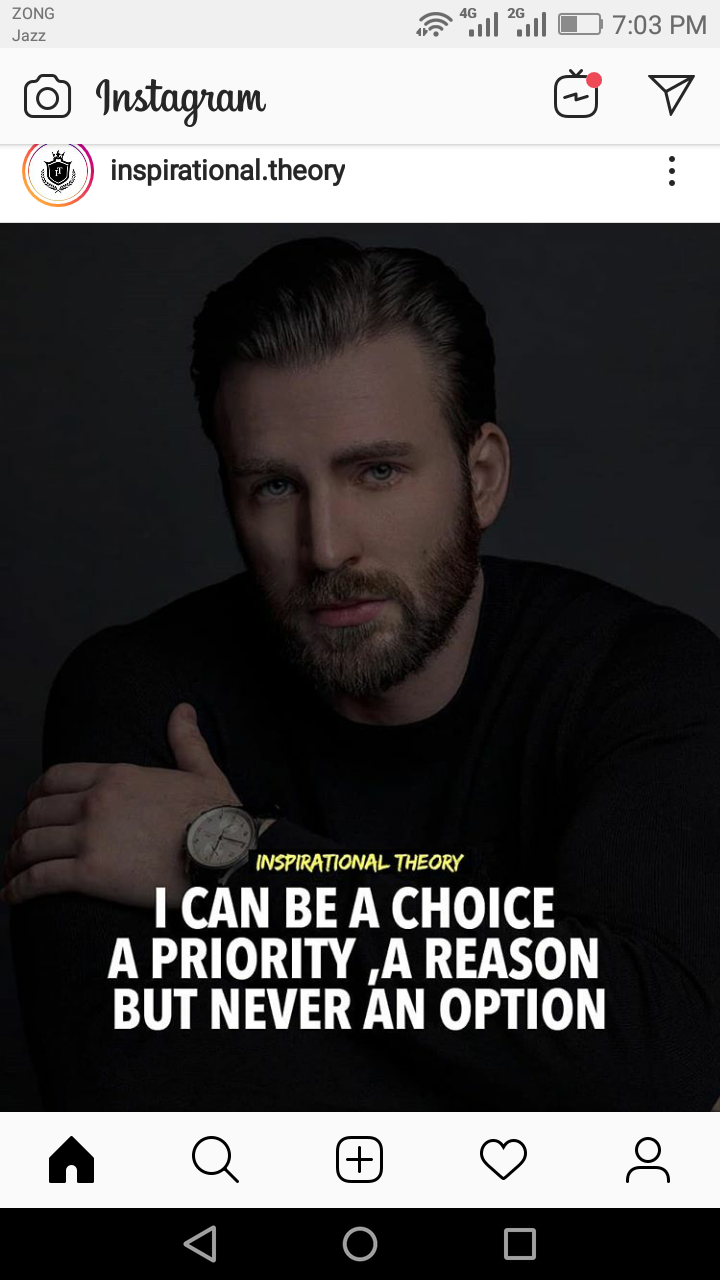 ZONG
Jazz
4G 2G 7:03 PM
Instagram
inspirational.theory
INSPIRATIONAL THEORY
I CAN BE A CHOICE
A PRIORITY ,A REASON
BUT NEVER AN OPTION